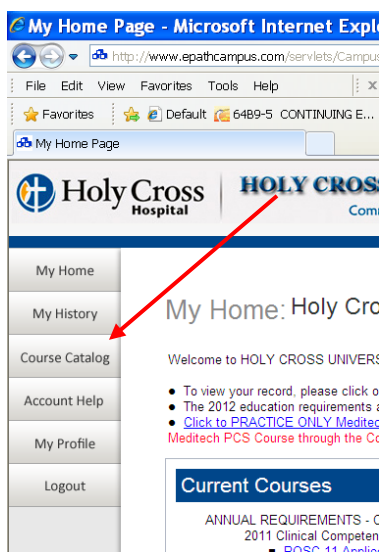 My Home Page - Microsoft Internet Expl
http://www.epathcampus.com/servlets/Campus
File Edit View Favorites Tools Help x
Favorites Default 64B9-5 CONTINUING E...
My Home Page
Holy Cross Hospital
HOLY CROSS
Com
My Home
My History
Course Catalog
Account Help
My Profile
Logout
My Home: Holy Cro
Welcome to HOLY CROSS UNIVERS
• To view your record, please click o
• The 2012 education requirements a
• Click to PRACTICE ONLY Meditec
Meditech PCS Course through the Co
Current Courses
ANNUAL REQUIREMENTS - C
2011 Clinical Competen
▪ POSC 11 Applie